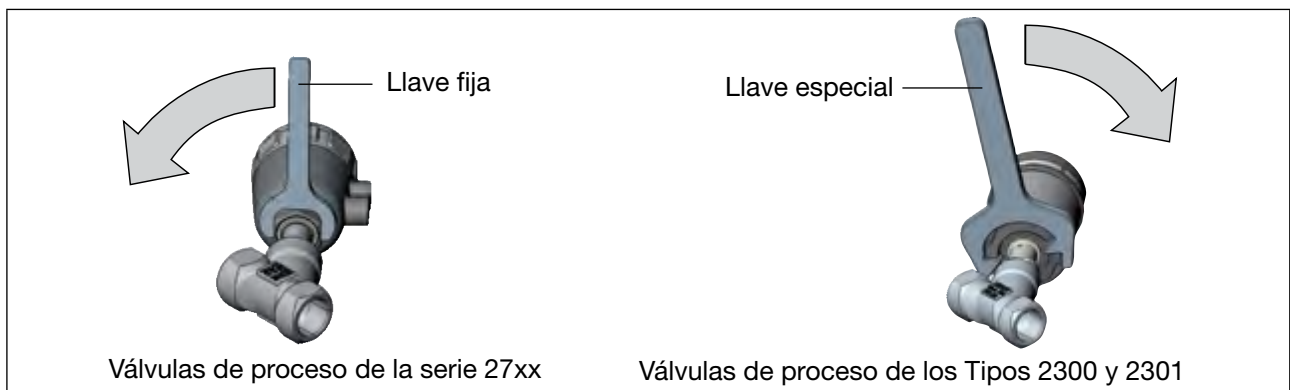 Llave fija
Llave especial
Válvulas de proceso de la serie 27xx
Válvulas de proceso de los Tipos 2300 y 2301